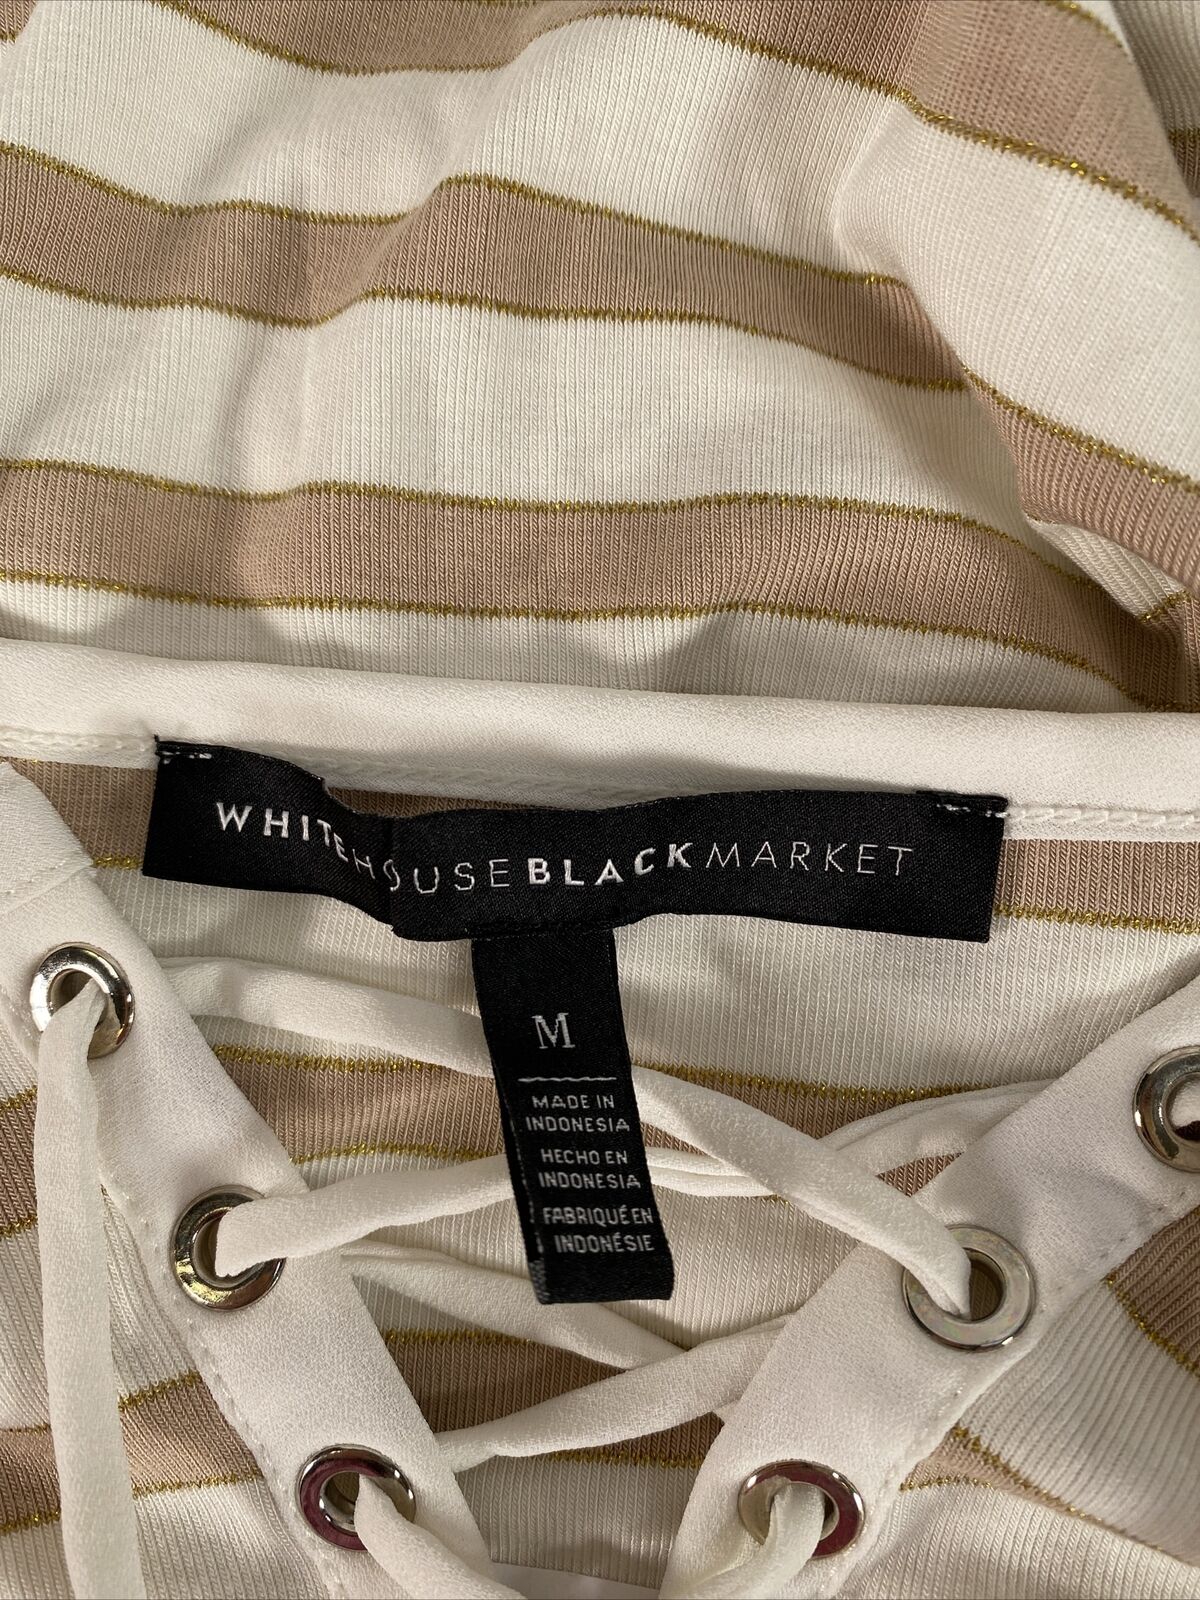 WHITEHOUSEBLACKMARKET
M
MADE IN
INDONESIA
HECHO EN
INDONESIA
FABRIQUÉ EN
INDONÉSIE